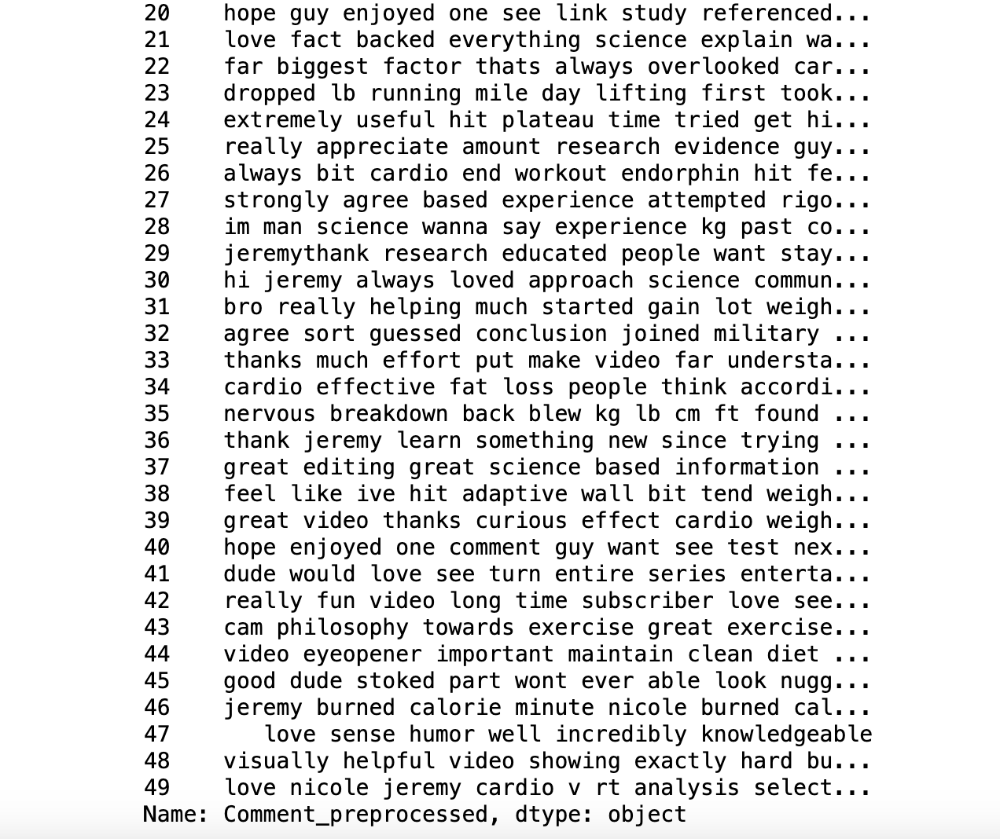 20    hope guy enjoyed one see link study referenced...
21    love fact backed everything science explain wa...
22    far biggest factor thats always overlooked car...
23    dropped lb running mile day lifting first took...
24    extremely useful hit plateau time tried get hi...
25    really appreciate amount research evidence guy...
26    always bit cardio end workout endorphin hit fe...
27    strongly agree based experience attempted rigo...
28    im man science wanna say experience kg past co...
29    jeremythank research educated people want stay...
30    hi jeremy always loved approach science commun...
31    bro really helping much started gain lot weigh...
32    agree sort guessed conclusion joined military ...
33    thanks much effort put make video far understa...
34    cardio effective fat loss people think accordi...
35    nervous breakdown back blew kg lb cm ft found ...
36    thank jeremy learn something new since trying ...
37    great editing great science based information ...
38    feel like ive hit adaptive wall bit tend weigh...
39    great video thanks curious effect cardio weigh...
40    hope enjoyed one comment guy want see test nex...
41    dude would love see turn entire series enterta...
42    really fun video long time subscriber love see...
43    cam philosophy towards exercise great exercise...
44    video eyeopener important maintain clean diet ...
45    good dude stoked part wont ever able look nugg...
46    jeremy burned calorie minute nicole burned cal...
47       love sense humor well incredibly knowledgeable
48    visually helpful video showing exactly hard bu...
49    love nicole jeremy cardio v rt analysis select...
Name: Comment_preprocessed, dtype: object